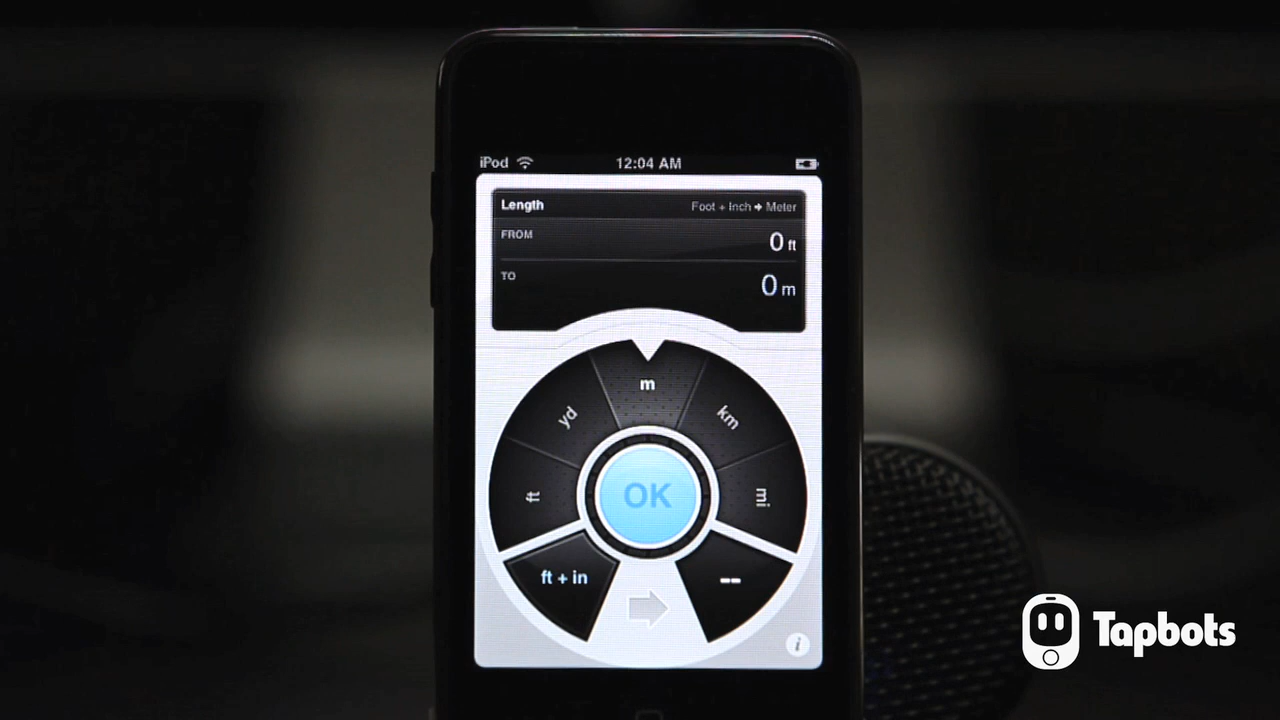 iPod 12:04 AM
Length Foot + Inch → Meter
FROM 0 ft
TO 0 m
m
yd km
ft mi
OK
ft + in --
i
Tapbots